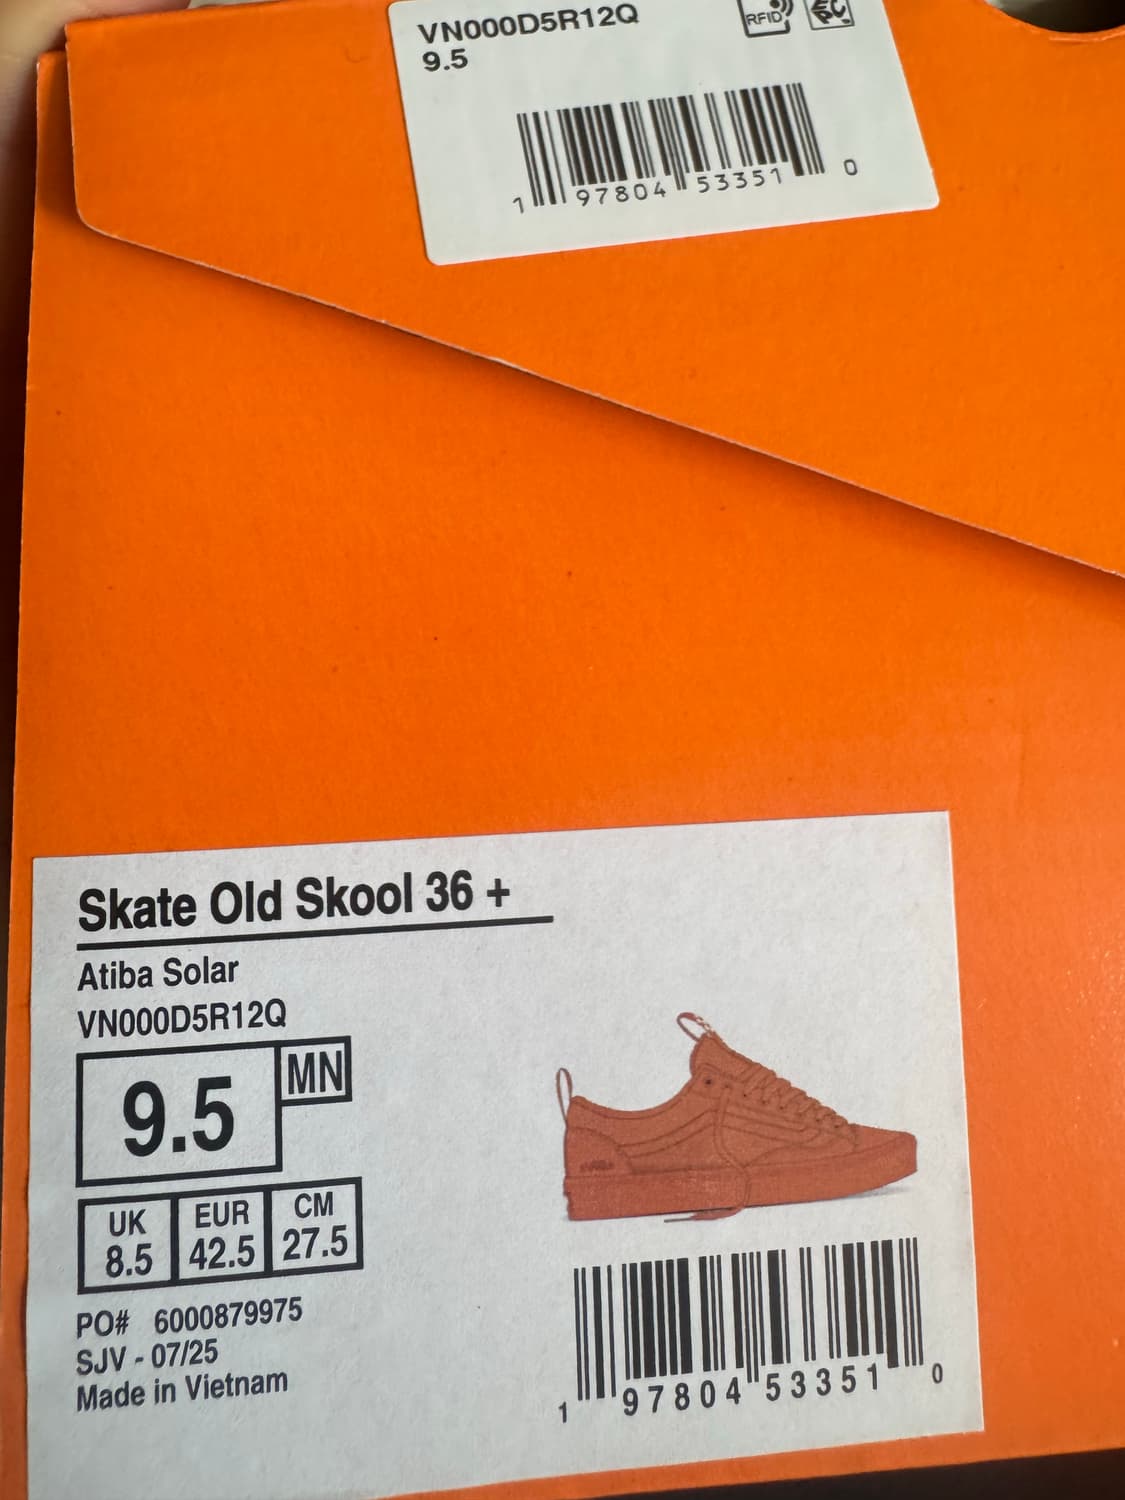 VN000D5R12Q
RFID
EPC
9.5
1 97804 53351 0
Skate Old Skool 36 +
Atiba Solar
VN000D5R12Q
9.5 MN
UK EUR CM
8.5 42.5 27.5
PO# 6000879975
SJV - 07/25
Made in Vietnam
1 97804 53351 0